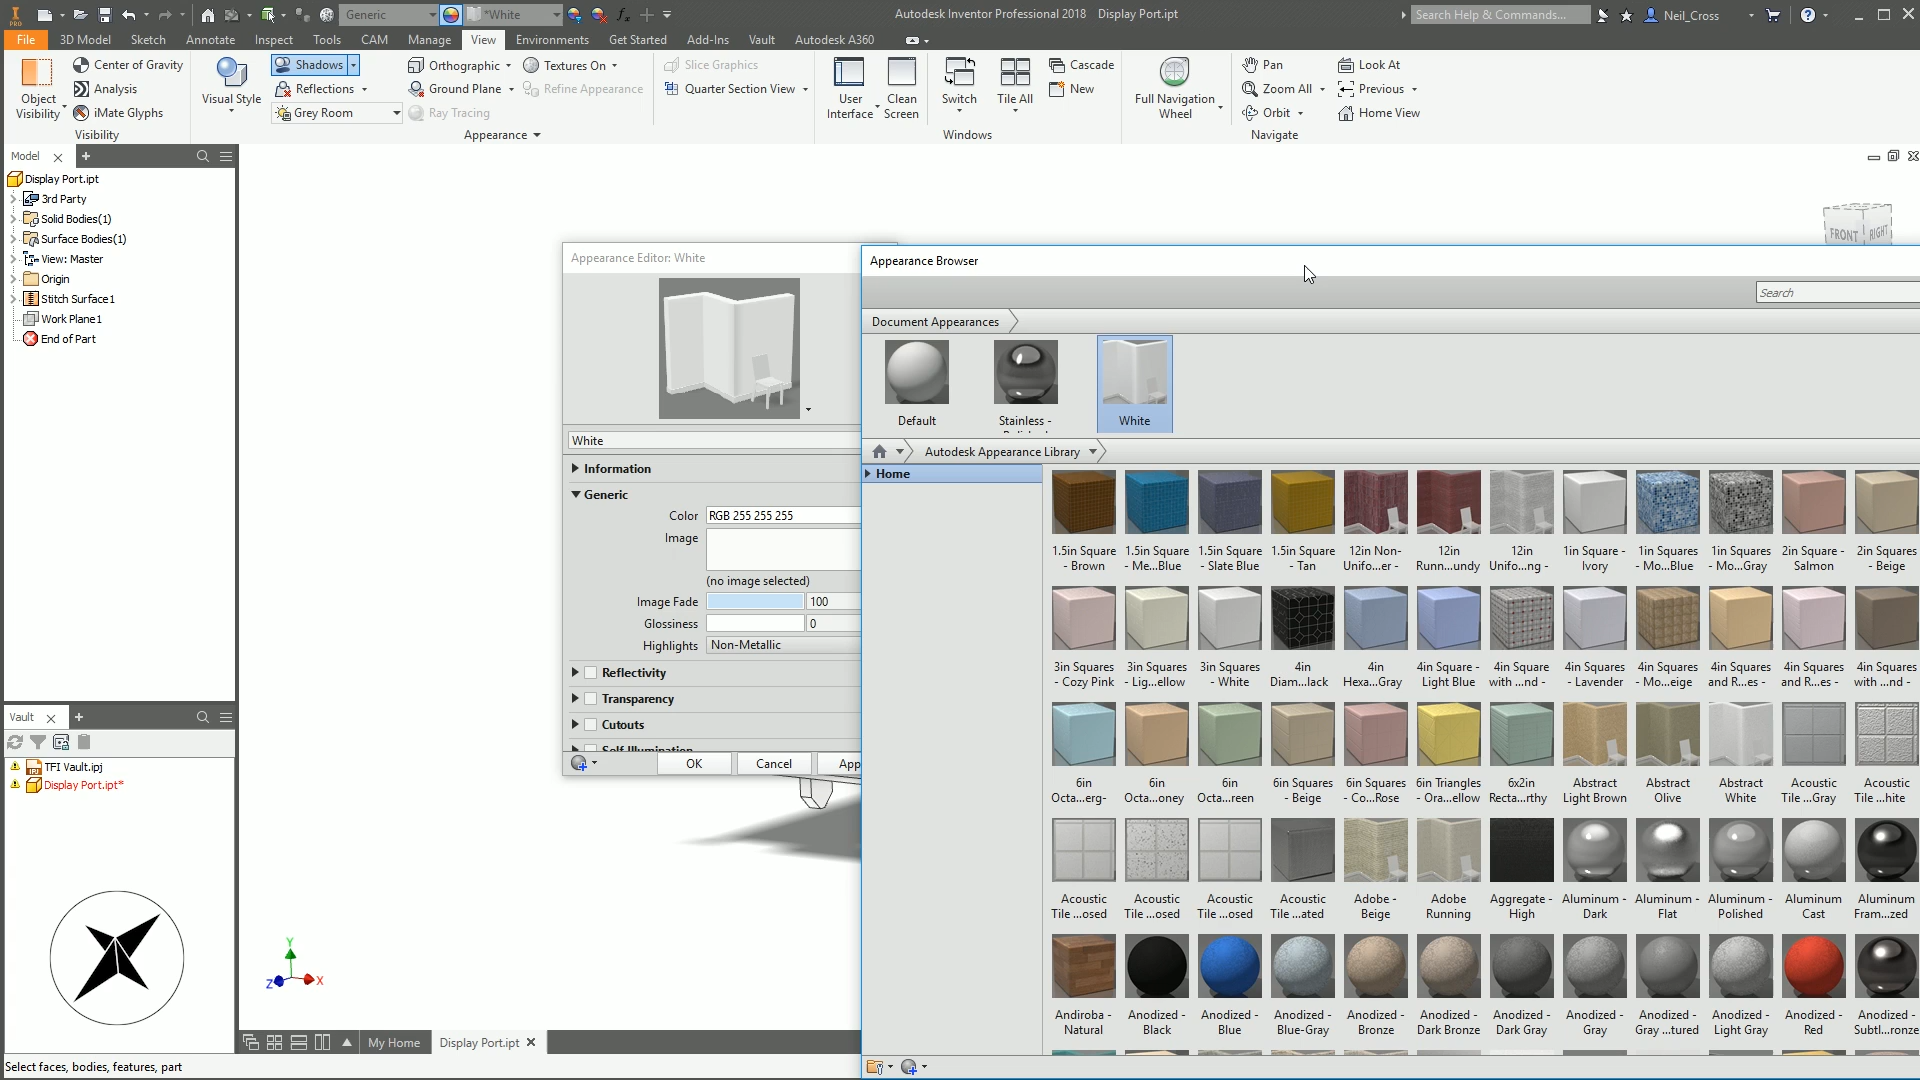 Generic
*White
Autodesk Inventor Professional 2018 Display Port.ipt
Search Help & Commands...
Neil_Cross
File 3D Model Sketch Annotate Inspect Tools CAM Manage View Environments Get Started Add-Ins Vault Autodesk A360
Object Visibility
Center of Gravity
Analysis
iMate Glyphs
Visibility
Visual Style
Shadows
Reflections
Grey Room
Orthographic
Ground Plane
Ray Tracing
Textures On
Refine Appearance
Appearance
Slice Graphics
Quarter Section View
User Interface
Clean Screen
Switch
Tile All
Cascade
New
Windows
Full Navigation Wheel
Pan
Zoom All
Orbit
Look At
Previous
Home View
Navigate
Model
Display Port.ipt
3rd Party
Solid Bodies(1)
Surface Bodies(1)
View: Master
Origin
Stitch Surface1
Work Plane1
End of Part
Vault
TFI Vault.ipj
Display Port.ipt*
FRONT RIGHT
Appearance Editor: White
White
Information
Generic
Color RGB 255 255 255
Image
(no image selected)
Image Fade 100
Glossiness 0
Highlights Non-Metallic
Reflectivity
Transparency
Cutouts
Self Illumination
OK Cancel App
Appearance Browser
Search
Document Appearances
Default
Stainless -
White
Autodesk Appearance Library
Home
1.5in Square 1.5in Square 1.5in Square 1.5in Square 12in Non- 12in 12in 1in Square - 1in Squares 1in Squares 2in Square - 2in Squares
- Brown - Me...Blue - Slate Blue - Tan Unifo...er - Runn...undy Unifo...ng - Ivory - Mo...Blue - Mo...Gray Salmon - Beige
3in Squares 3in Squares 3in Squares 4in 4in 4in Square - 4in Square 4in Squares 4in Squares 4in Squares 4in Squares 4in Squares
- Cozy Pink - Lig...ellow - White Diam...lack Hexa...Gray Light Blue with ...nd - - Lavender - Mo...eige and R...es - and R...es - with ...nd -
6in 6in 6in 6in Squares 6in Squares 6in Triangles 6x2in Abstract Abstract Abstract Acoustic Acoustic
Octa...erg- Octa...oney Octa...reen - Beige - Co...Rose - Ora...ellow Recta...rthy Light Brown Olive White Tile ...Gray Tile ...hite
Acoustic Acoustic Acoustic Acoustic Adobe - Adobe Aggregate - Aluminum - Aluminum - Aluminum - Aluminum Aluminum
Tile ...osed Tile ...osed Tile ...osed Tile ...ated Beige Running High Dark Flat Polished Cast Fram...zed
Andiroba - Anodized - Anodized - Anodized - Anodized - Anodized - Anodized - Anodized - Anodized - Anodized - Anodized - Anodized -
Natural Black Blue Blue-Gray Bronze Dark Bronze Dark Gray Gray Gray ...tured Light Gray Red Subtl...ronze
Y
Z X
My Home Display Port.ipt
Select faces, bodies, features, part